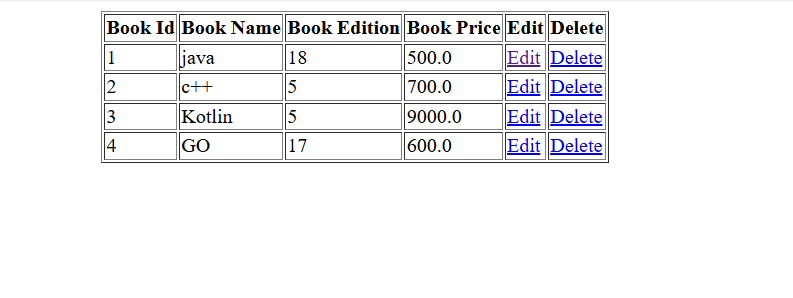 Book Id Book Name Book Edition Book Price Edit Delete
1 java 18 500.0 Edit Delete
2 c++ 5 700.0 Edit Delete
3 Kotlin 5 9000.0 Edit Delete
4 GO 17 600.0 Edit Delete